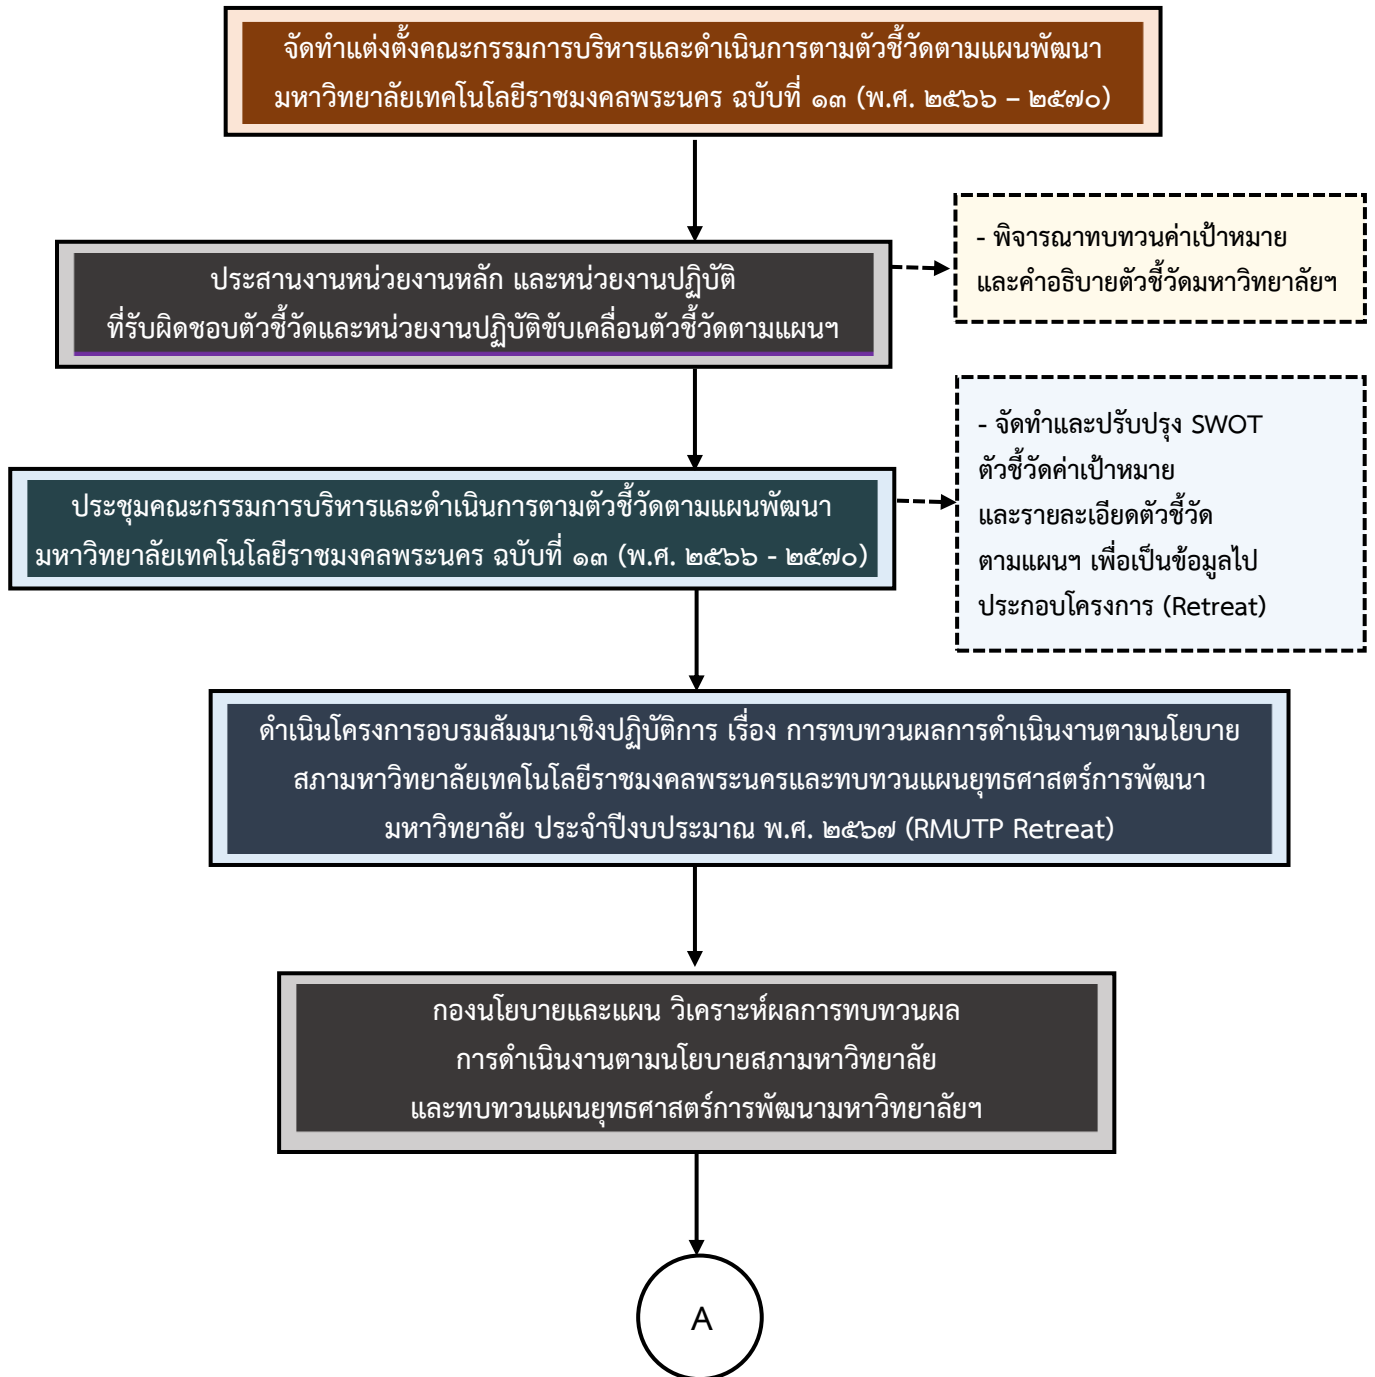 จัดทำแต่งตั้งคณะกรรมการบริหารและดำเนินการตามตัวชี้วัดตามแผนพัฒนา
มหาวิทยาลัยเทคโนโลยีราชมงคลพระนคร ฉบับที่ ๑๓ (พ.ศ. ๒๕๖๖ – ๒๕๗๐)
ประสานงานหน่วยงานหลัก และหน่วยงานปฏิบัติ
ที่รับผิดชอบตัวชี้วัดและหน่วยงานปฏิบัติขับเคลื่อนตัวชี้วัดตามแผนฯ
- พิจารณาทบทวนค่าเป้าหมาย
และคำอธิบายตัวชี้วัดมหาวิทยาลัยฯ
ประชุมคณะกรรมการบริหารและดำเนินการตามตัวชี้วัดตามแผนพัฒนา
มหาวิทยาลัยเทคโนโลยีราชมงคลพระนคร ฉบับที่ ๑๓ (พ.ศ. ๒๕๖๖ - ๒๕๗๐)
- จัดทำและปรับปรุง SWOT
ตัวชี้วัดค่าเป้าหมาย
และรายละเอียดตัวชี้วัด
ตามแผนฯ เพื่อเป็นข้อมูลไป
ประกอบโครงการ (Retreat)
ดำเนินโครงการอบรมสัมมนาเชิงปฏิบัติการ เรื่อง การทบทวนผลการดำเนินงานตามนโยบาย
สภามหาวิทยาลัยเทคโนโลยีราชมงคลพระนครและทบทวนแผนยุทธศาสตร์การพัฒนา
มหาวิทยาลัย ประจำปีงบประมาณ พ.ศ. ๒๕๖๗ (RMUTP Retreat)
กองนโยบายและแผน วิเคราะห์ผลการทบทวนผล
การดำเนินงานตามนโยบายสภามหาวิทยาลัย
และทบทวนแผนยุทธศาสตร์การพัฒนามหาวิทยาลัยฯ
A